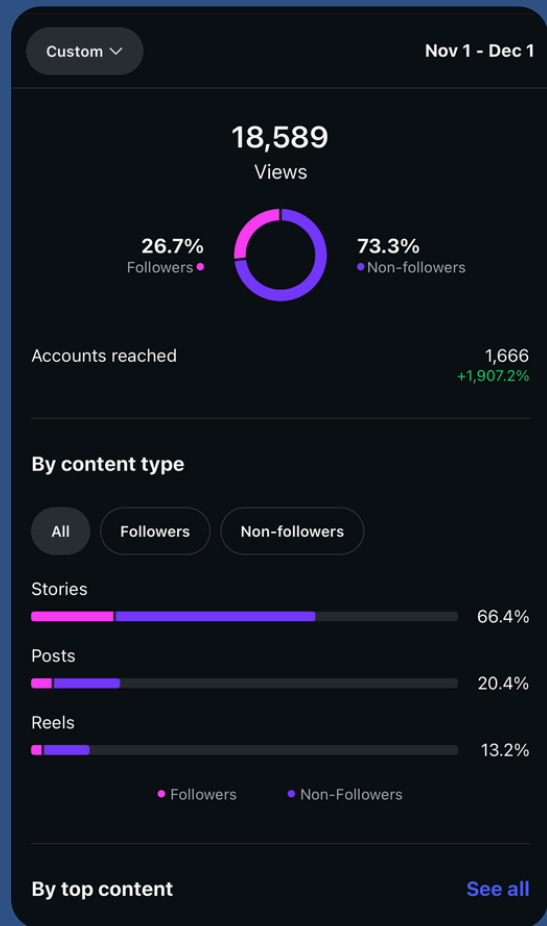 Custom
Nov 1 - Dec 1
18,589
Views
26.7%
Followers
73.3%
Non-followers
Accounts reached
1,666
+1,907.2%
By content type
All
Followers
Non-followers
Stories
66.4%
Posts
20.4%
Reels
13.2%
Followers
Non-Followers
By top content
See all